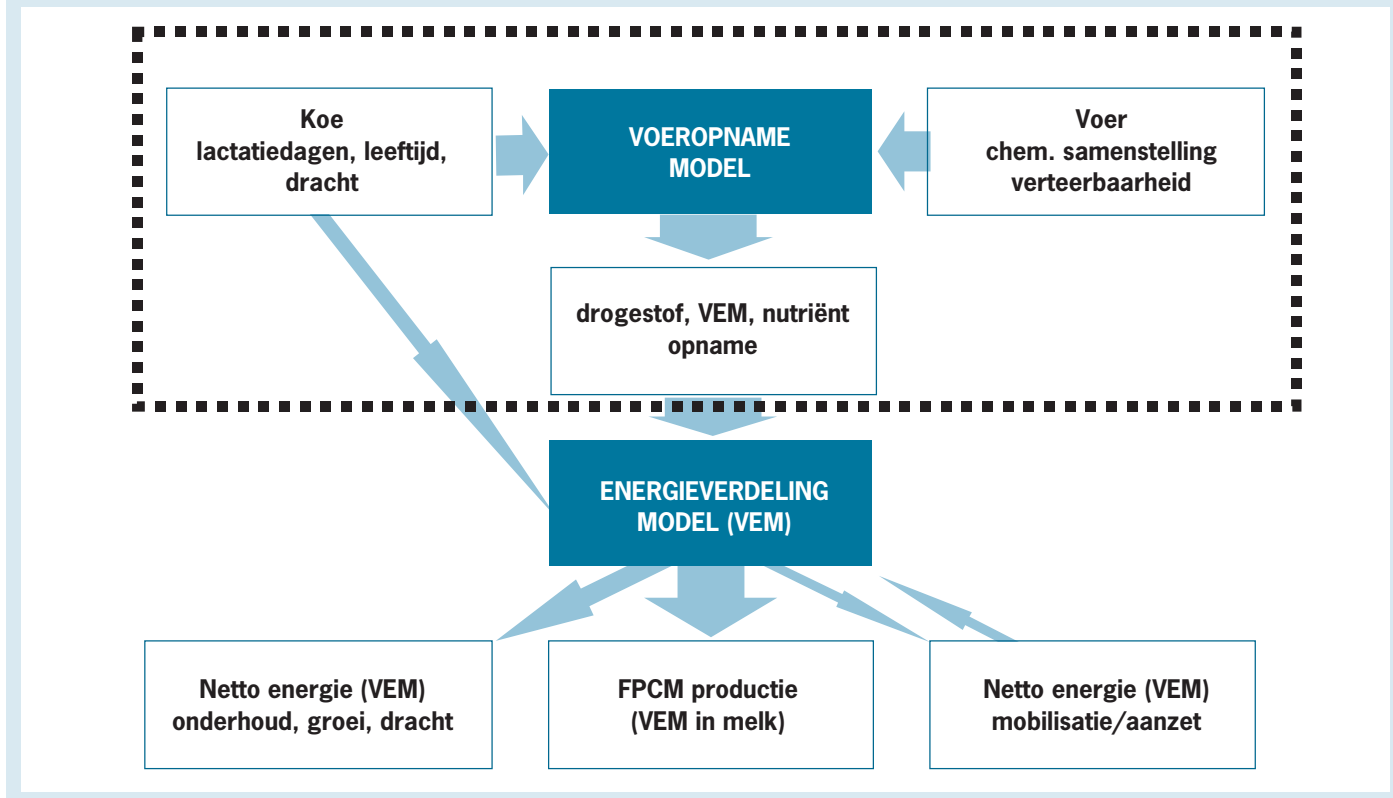 Koe
lactatiedagen, leeftijd,
dracht
VOEROPNAME
MODEL
Voer
chem. samenstelling
verteerbaarheid
drogestof, VEM, nutriënt
opname
ENERGIEVERDELING
MODEL (VEM)
Netto energie (VEM)
onderhoud, groei, dracht
FPCM productie
(VEM in melk)
Netto energie (VEM)
mobilisatie/aanzet